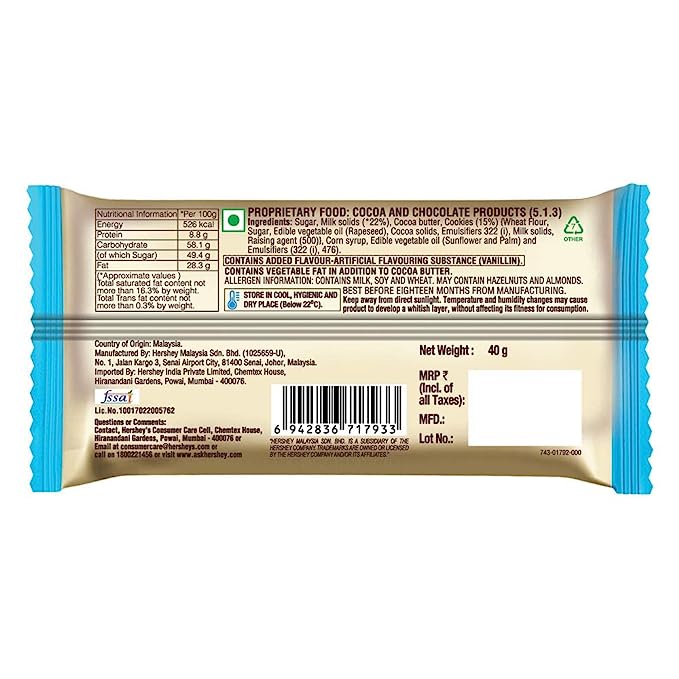 Nutritional Information *Per 100g
Energy 526 kcal
Protein 8.8 g
Carbohydrate 58.1 g
(of which Sugar) 49.4 g
Fat 28.3 g
(*Approximate values )
Total saturated fat content not
more than 16.3% by weight.
Total Trans fat content not
more than 0.3% by weight.
PROPRIETARY FOOD: COCOA AND CHOCOLATE PRODUCTS (5.1.3)
Ingredients: Sugar, Milk solids (*22%), Cocoa butter, Cookies (15%) (Wheat Flour,
Sugar, Edible vegetable oil (Rapeseed), Cocoa solids, Emulsifiers 322 (i), Milk solids,
Raising agent (500)), Corn syrup, Edible vegetable oil (Sunflower and Palm) and
Emulsifiers (322 (i), 476).
CONTAINS ADDED FLAVOUR-ARTIFICIAL FLAVOURING SUBSTANCE (VANILLIN).
CONTAINS VEGETABLE FAT IN ADDITION TO COCOA BUTTER.
ALLERGEN INFORMATION: CONTAINS MILK, SOY AND WHEAT. MAY CONTAIN HAZELNUTS AND ALMONDS.
STORE IN COOL, HYGIENIC AND
DRY PLACE (Below 22°C).
BEST BEFORE EIGHTEEN MONTHS FROM MANUFACTURING.
Keep away from direct sunlight. Temperature and humidity changes may cause
product to develop a whitish layer, without affecting its fitness for consumption.
7
OTHER
Country of Origin: Malaysia.
Manufactured By: Hershey Malaysia Sdn. Bhd. (1025659-U),
No. 1, Jalan Kargo 3, Senai Airport City, 81400 Senai, Johor, Malaysia.
Imported By: Hershey India Private Limited, Chemtex House,
Hiranandani Gardens, Powai, Mumbai - 400076.
fssai
Lic.No.10017022005762
Questions or Comments:
Contact, Hershey's Consumer Care Cell, Chemtex House,
Hiranandani Gardens, Powai, Mumbai - 400076 or
Email at consumercare@hersheys.com or
call on 1800221456 or visit www.askhershey.com
6 942836 717933
*HERSHEY MALAYSIA SDN. BHD. IS A SUBSIDIARY OF THE
HERSHEY COMPANY. TRADEMARKS ARE OWNED OR LICENSED
BY THE HERSHEY COMPANY AND/OR ITS AFFILIATES.*
Net Weight : 40 g
MRP ₹
(Incl. of
all Taxes):
MFD.:
Lot No.:
743-01792-000